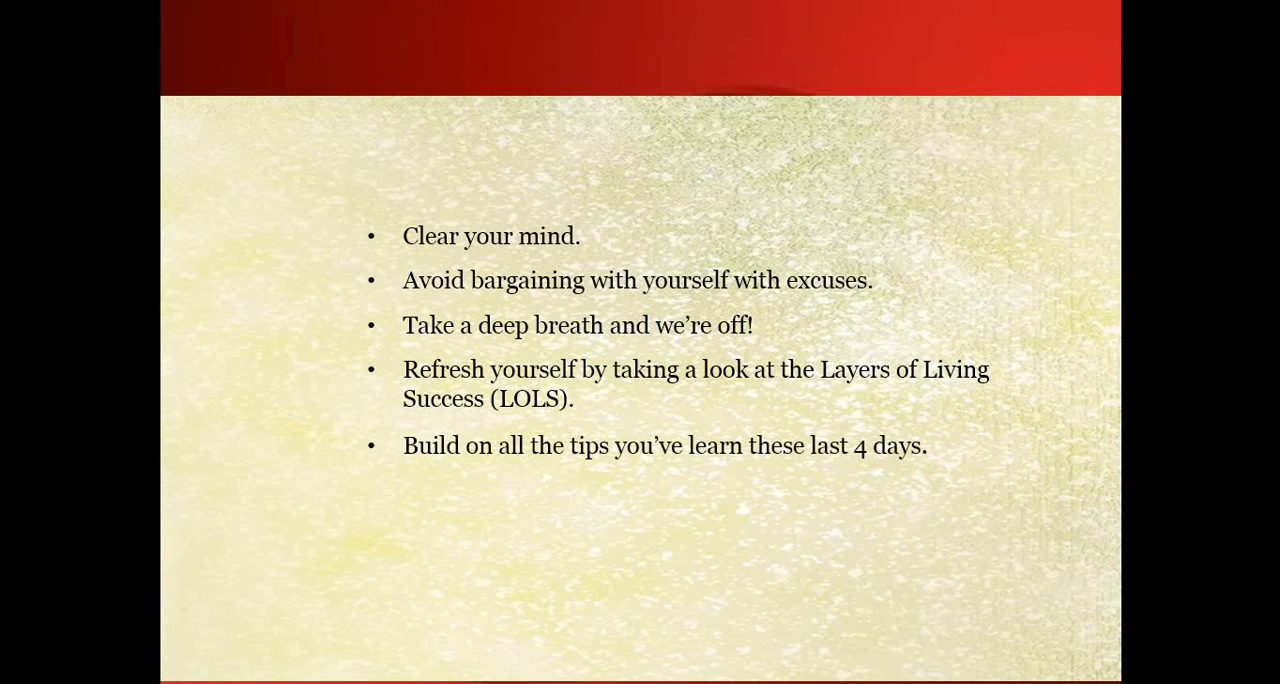 • Clear your mind.
• Avoid bargaining with yourself with excuses.
• Take a deep breath and we’re off!
• Refresh yourself by taking a look at the Layers of Living
Success (LOLS).
• Build on all the tips you’ve learn these last 4 days.